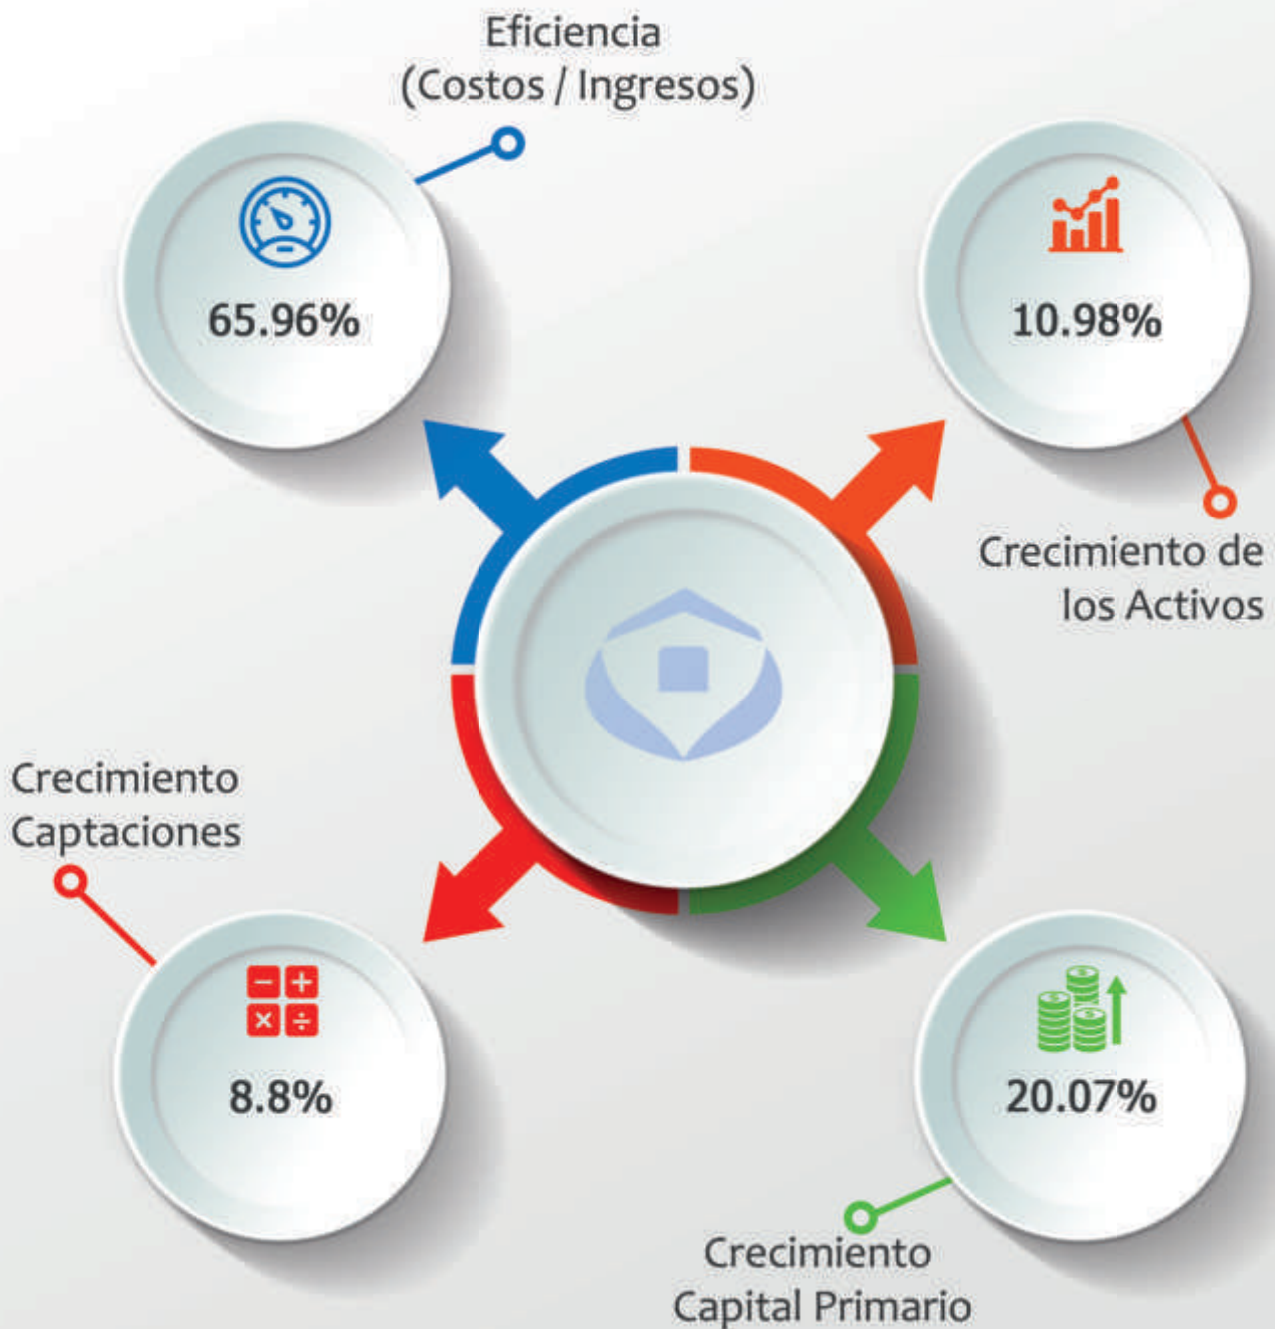 Eficiencia
(Costos / Ingresos)
65.96%
10.98%
Crecimiento de
los Activos
Crecimiento
Captaciones
8.8%
20.07%
Crecimiento
Capital Primario